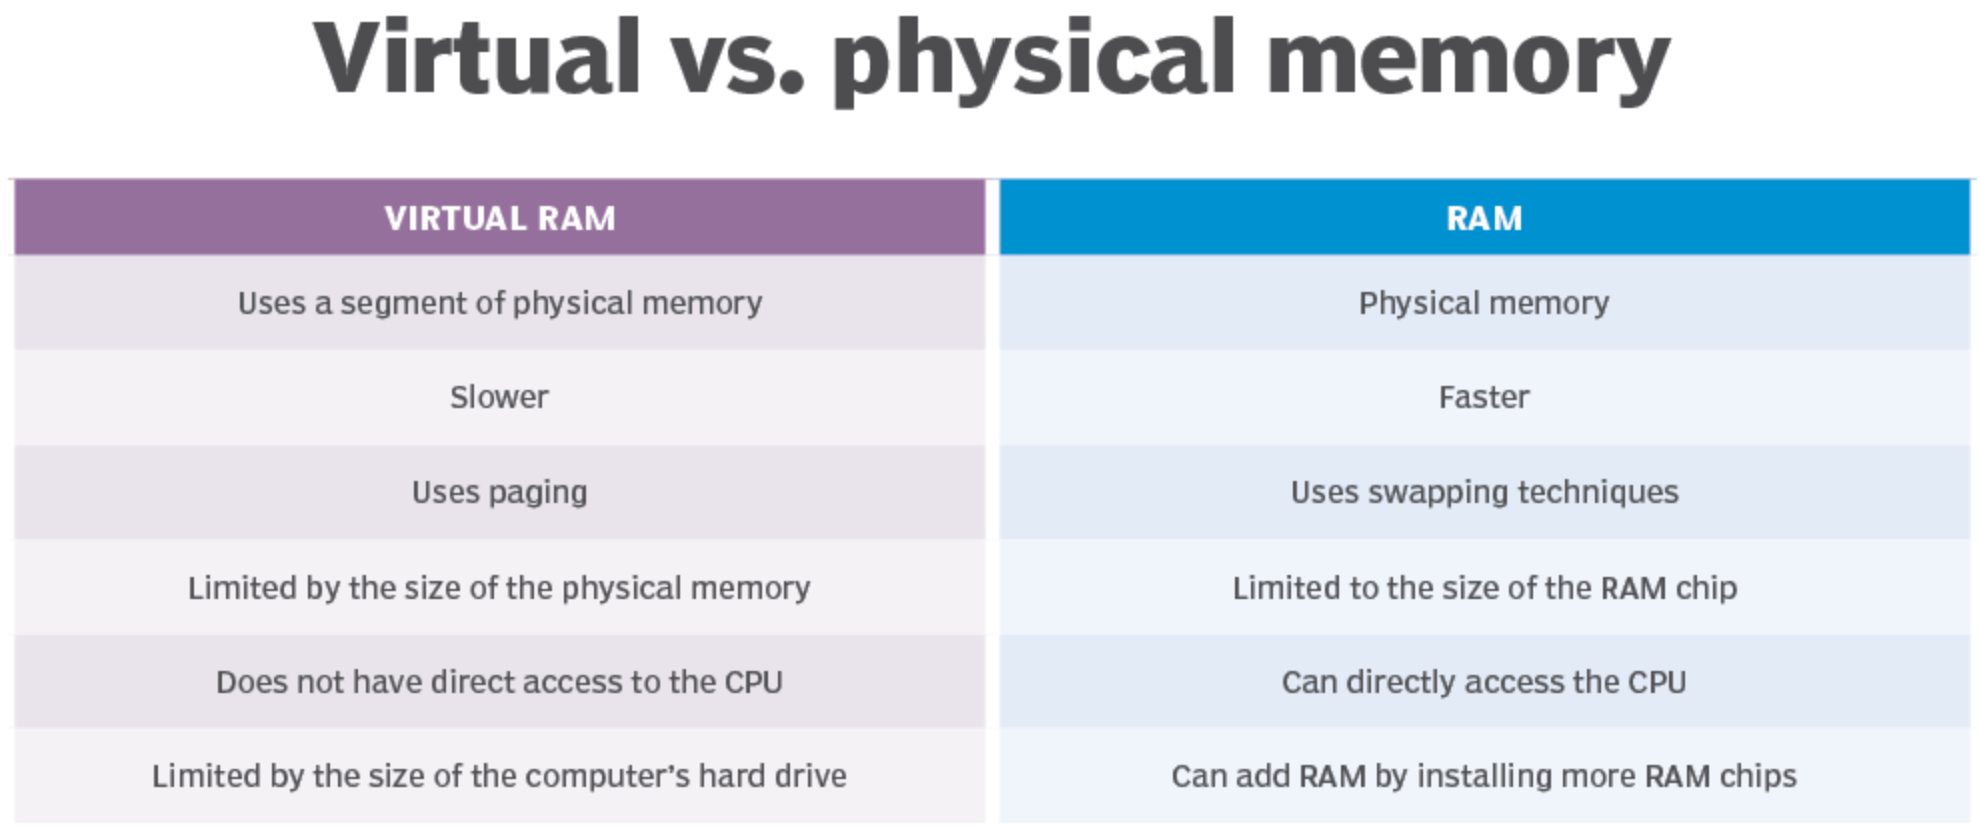 Virtual vs. physical memory
VIRTUAL RAM
RAM
Uses a segment of physical memory
Physical memory
Slower
Faster
Uses paging
Uses swapping techniques
Limited by the size of the physical memory
Limited to the size of the RAM chip
Does not have direct access to the CPU
Can directly access the CPU
Limited by the size of the computer’s hard drive
Can add RAM by installing more RAM chips